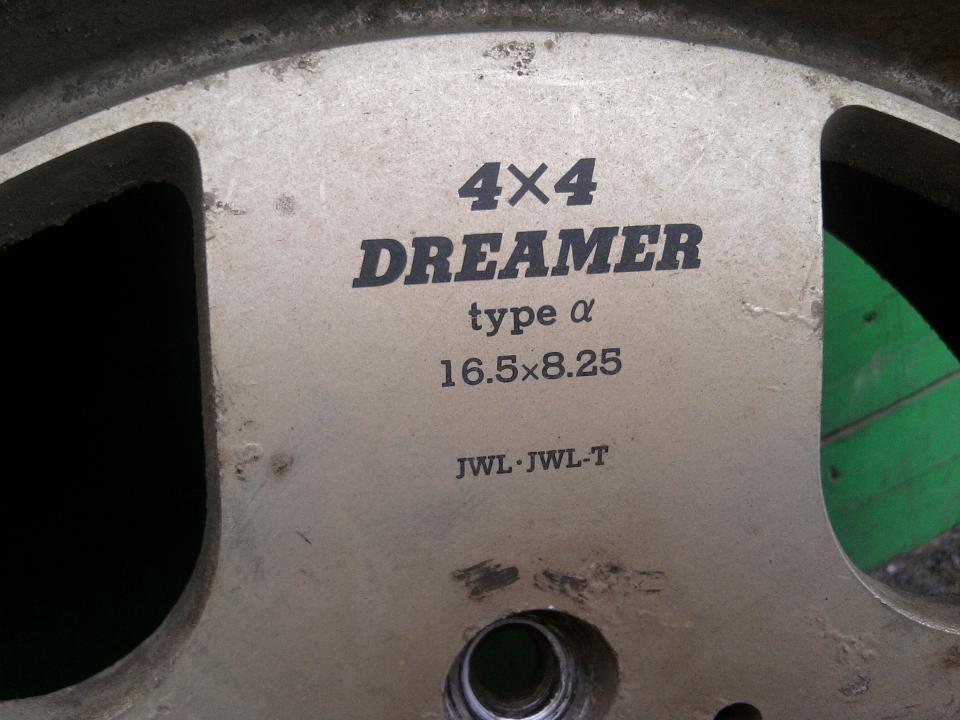 4×4
DREAMER
type α
16.5×8.25
JWL·JWL-T